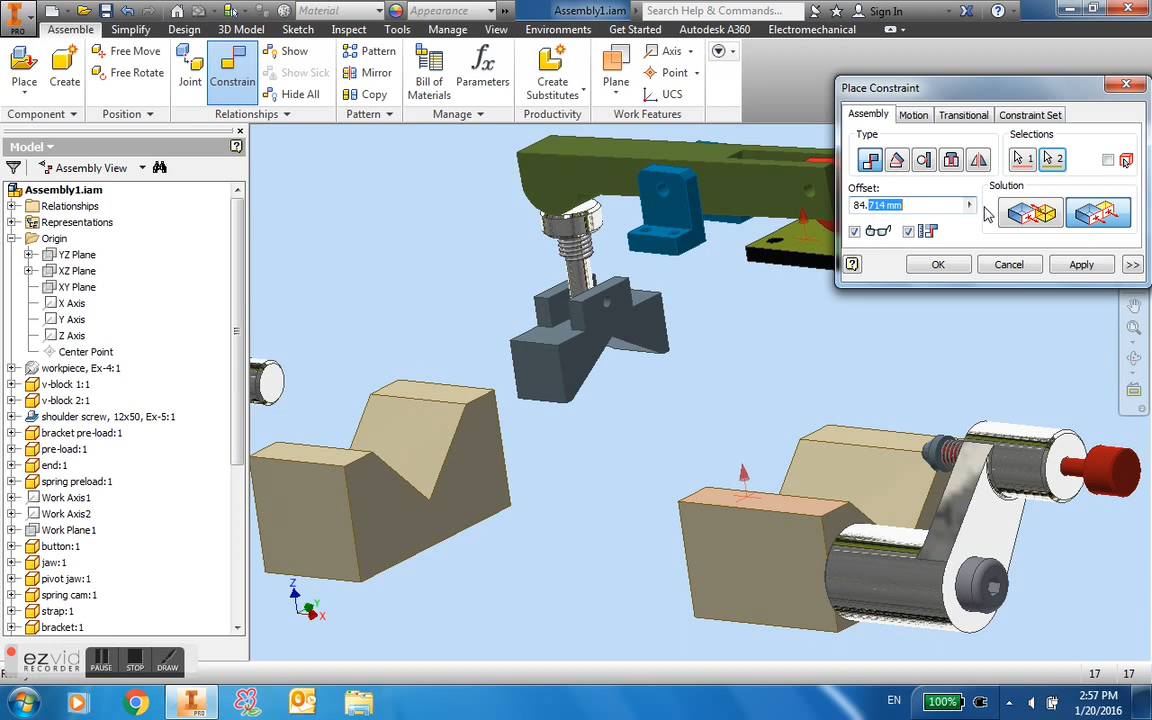 Material
Appearance
Assembly1.iam
Search Help & Commands...
Sign In
PRO
Assemble
Simplify
Design
3D Model
Sketch
Inspect
Tools
Manage
View
Environments
Get Started
Autodesk A360
Electromechanical
Place
Create
Free Move
Free Rotate
Joint
Constrain
Show
Show Sick
Hide All
Pattern
Mirror
Copy
Bill of
Materials
fx
Parameters
Create
Substitutes
Plane
Axis
Point
UCS
Component
Position
Relationships
Pattern
Manage
Productivity
Work Features
Model
Assembly View
Assembly1.iam
Relationships
Representations
Origin
YZ Plane
XZ Plane
XY Plane
X Axis
Y Axis
Z Axis
Center Point
workpiece, Ex-4:1
v-block 1:1
v-block 2:1
shoulder screw, 12x50, Ex-5:1
bracket pre-load:1
pre-load:1
end:1
spring preload:1
Work Axis1
Work Axis2
Work Plane1
button:1
jaw:1
pivot jaw:1
spring cam:1
strap:1
bracket:1
Place Constraint
Assembly
Motion
Transitional
Constraint Set
Type
Selections
1
2
Offset:
84.714 mm
Solution
OK
Cancel
Apply
>>
Z
Y
X
ezvid
RECORDER
PAUSE
STOP
DRAW
17
17
PRO
EN
100%
2:57 PM
1/20/2016